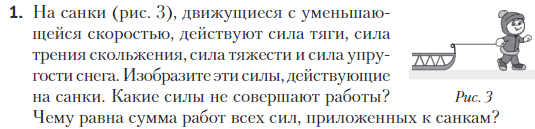 1. На санки (рис. 3), движущиеся с уменьшаю-
щейся скоростью, действуют сила тяги, сила
трения скольжения, сила тяжести и сила упру-
гости снега. Изобразите эти силы, действующие
на санки. Какие силы не совершают работы?
Рис. 3
Чему равна сумма работ всех сил, приложенных к санкам?